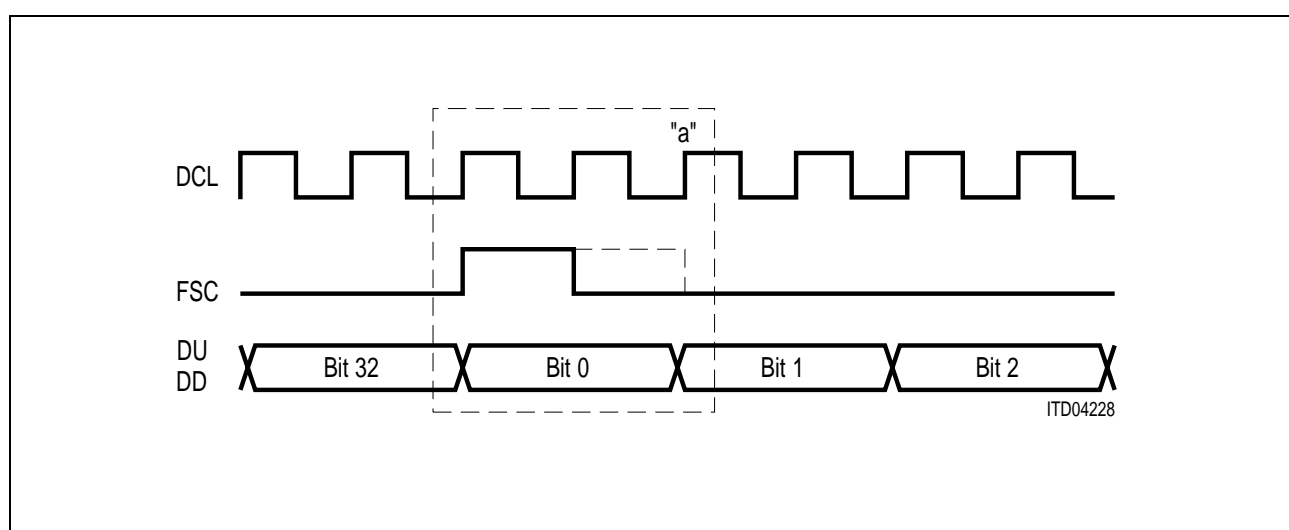 "a"
DCL
FSC
DU
DD
Bit 32
Bit 0
Bit 1
Bit 2
ITD04228